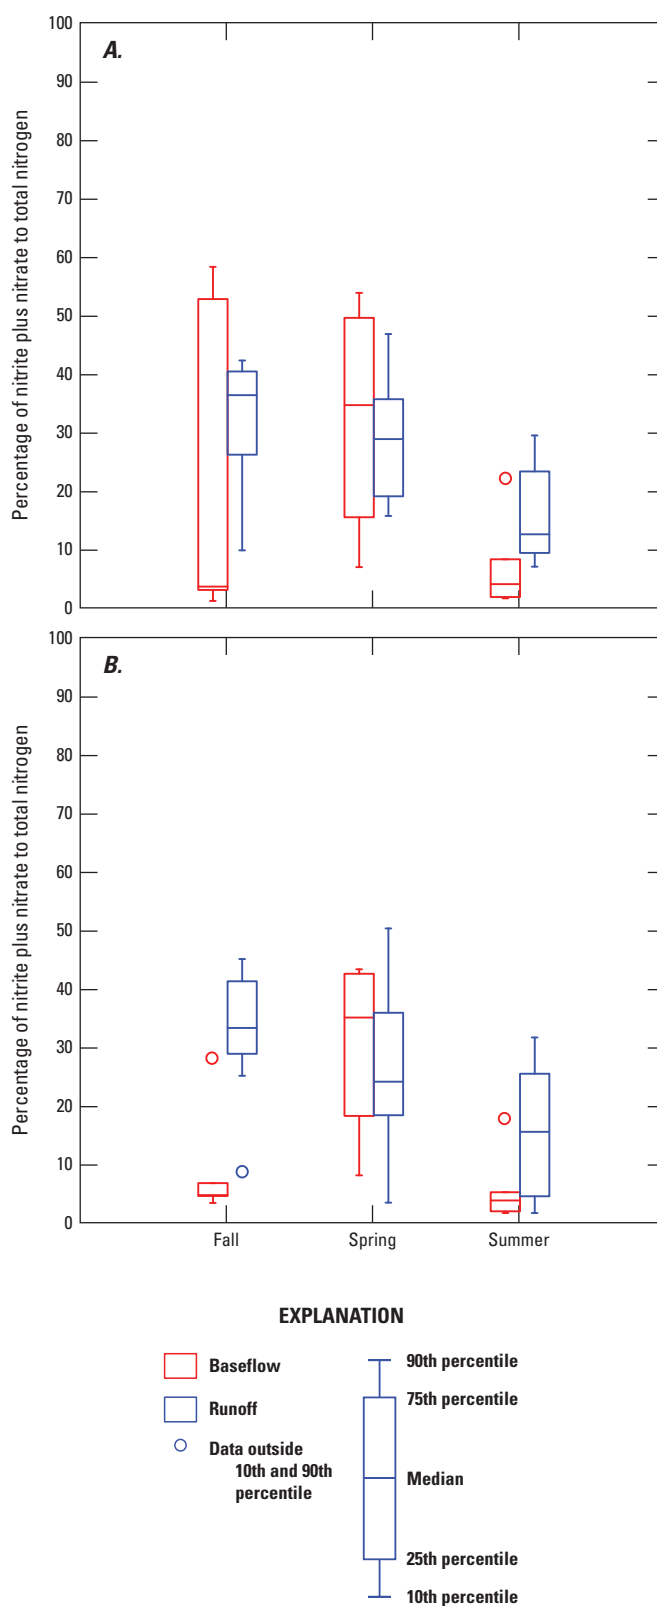 100
90
80
70
60
50
40
30
20
10
0
A.
Percentage of nitrite plus nitrate to total nitrogen
100
90
80
70
60
50
40
30
20
10
0
B.
Percentage of nitrite plus nitrate to total nitrogen
Fall Spring Summer
EXPLANATION
Baseflow
Runoff
Data outside
10th and 90th
percentile
90th percentile
75th percentile
Median
25th percentile
10th percentile